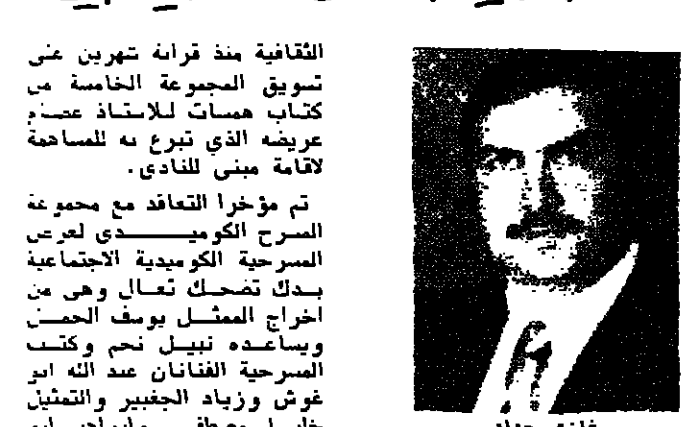 الثقافية منذ قرابة شهرين على
تسويق المجموعة الخامسة من
كتاب همسات للاستاذ عصام
عريضه الذي تبرع به للمساهمة
لاقامة مبنى للنادي.
تم مؤخرا التعاقد مع مجموعة
المسرح الكوميدي لعرض
المسرحية الكوميدية الاجتماعية
بدك تضحك تعال وهي من
اخراج الممثل يوسف الجمل
ويساعده نبيل نجم وكتب
المسرحية الفنانان عبد الله ابو
غوش وزياد الجغبير والتمثيل